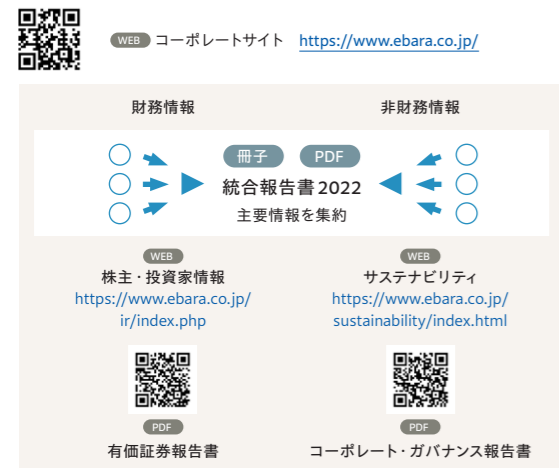 WEB コーポレートサイト https://www.ebara.co.jp/
財務情報
非財務情報
冊子 PDF
統合報告書2022
主要情報を集約
WEB
株主・投資家情報
https://www.ebara.co.jp/
ir/index.php
WEB
サステナビリティ
https://www.ebara.co.jp/
sustainability/index.html
PDF
有価証券報告書
PDF
コーポレート・ガバナンス報告書